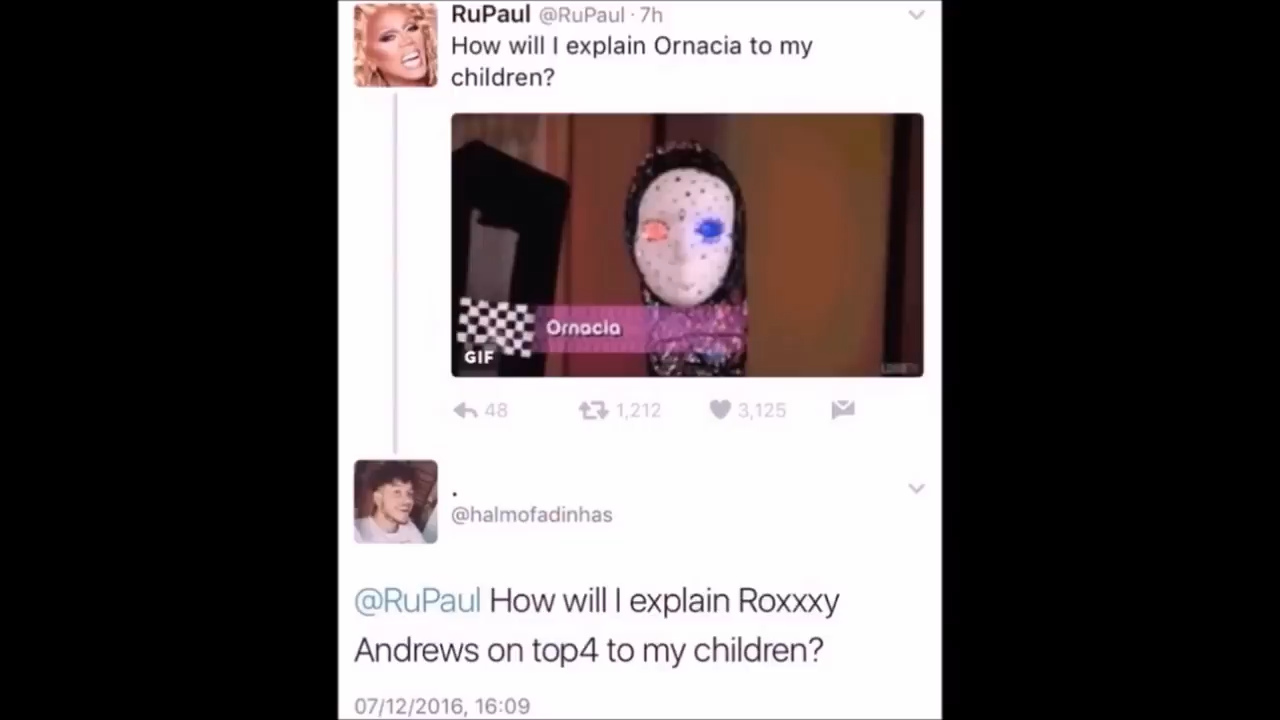 RuPaul @RuPaul · 7h
How will I explain Ornacia to my
children?
Ornacia
GIF
48 1,212 3,125
.
@halmofadinhas
@RuPaul How will I explain Roxxxy
Andrews on top4 to my children?
07/12/2016, 16:09